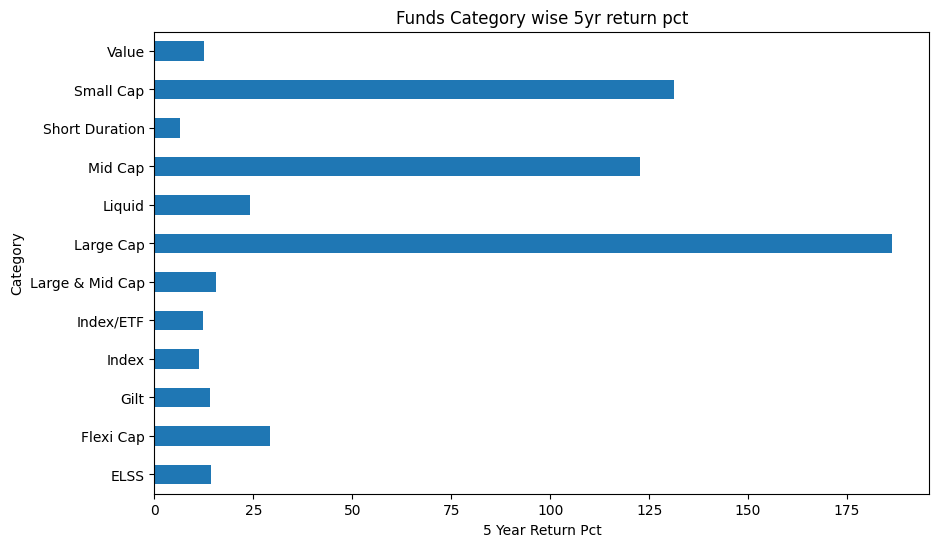 Funds Category wise 5yr return pct
Value
Small Cap
Short Duration
Mid Cap
Liquid
Large Cap
Large & Mid Cap
Index/ETF
Index
Gilt
Flexi Cap
ELSS
Category
0 25 50 75 100 125 150 175
5 Year Return Pct